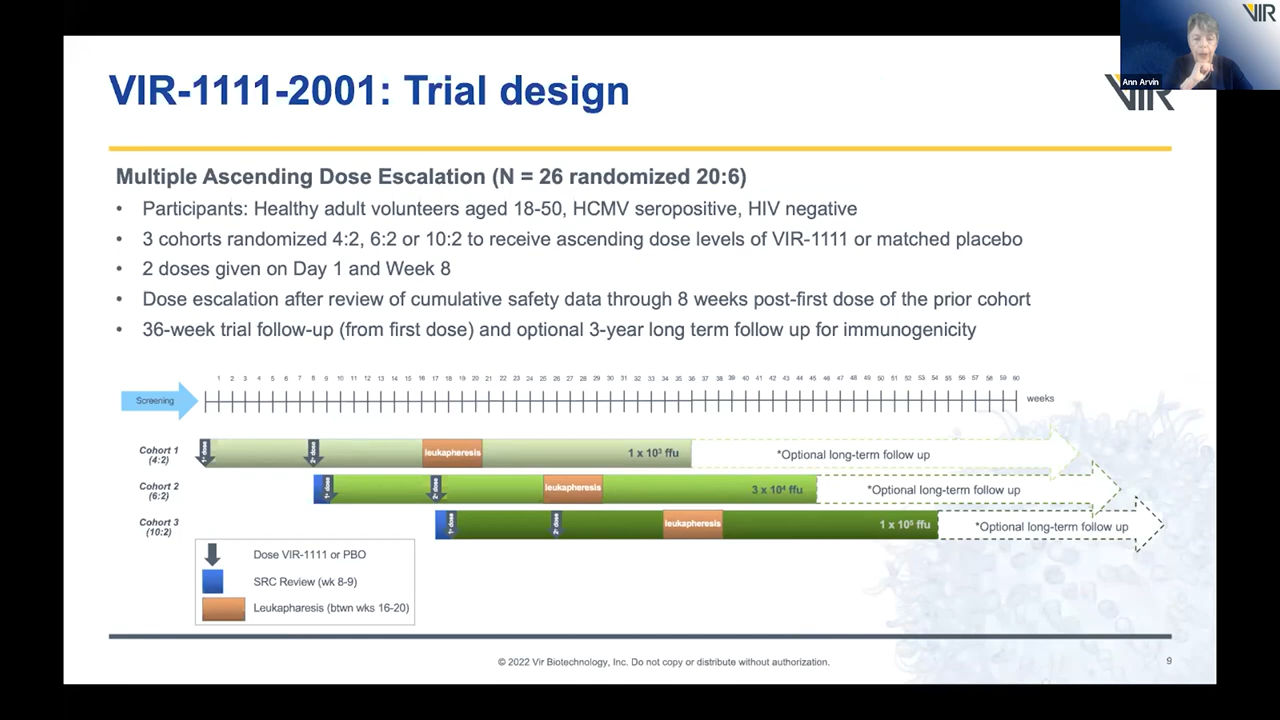 VIR
Ann Arvin
VIR-1111-2001: Trial design
VIR
Multiple Ascending Dose Escalation (N = 26 randomized 20:6)
• Participants: Healthy adult volunteers aged 18-50, HCMV seropositive, HIV negative
• 3 cohorts randomized 4:2, 6:2 or 10:2 to receive ascending dose levels of VIR-1111 or matched placebo
• 2 doses given on Day 1 and Week 8
• Dose escalation after review of cumulative safety data through 8 weeks post-first dose of the prior cohort
• 36-week trial follow-up (from first dose) and optional 3-year long term follow up for immunogenicity
1 2 3 4 5 6 7 8 9 10 11 12 13 14 15 16 17 18 19 20 21 22 23 24 25 26 27 28 29 30 31 32 33 34 35 36 37 38 39 40 41 42 43 44 45 46 47 48 49 50 51 52 53 54 55 56 57 58 59 60
Screening
weeks
Cohort 1
(4:2)
1° dose
2° dose
leukapheresis
1 x 10³ ffu
*Optional long-term follow up
Cohort 2
(6:2)
1° dose
2° dose
leukapheresis
3 x 10⁴ ffu
*Optional long-term follow up
Cohort 3
(10:2)
1° dose
2° dose
leukapheresis
1 x 10⁵ ffu
*Optional long-term follow up
Dose VIR-1111 or PBO
SRC Review (wk 8-9)
Leukapharesis (btwn wks 16-20)
© 2022 Vir Biotechnology, Inc. Do not copy or distribute without authorization.
9